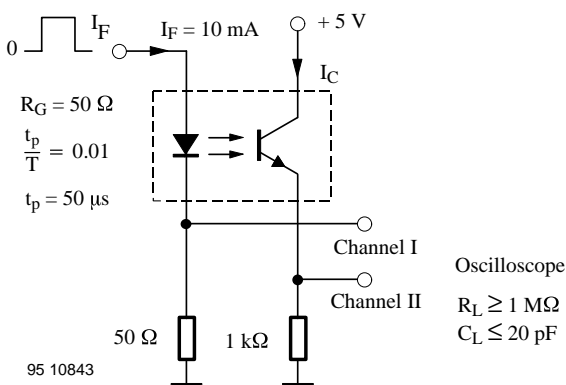 I_F
I_F = 10 mA
+ 5 V
0
I_C
R_G = 50 Ω
t_p/T = 0.01
t_p = 50 μs
Channel I
Channel II
Oscilloscope
R_L ≥ 1 MΩ
C_L ≤ 20 pF
50 Ω
1 kΩ
95 10843